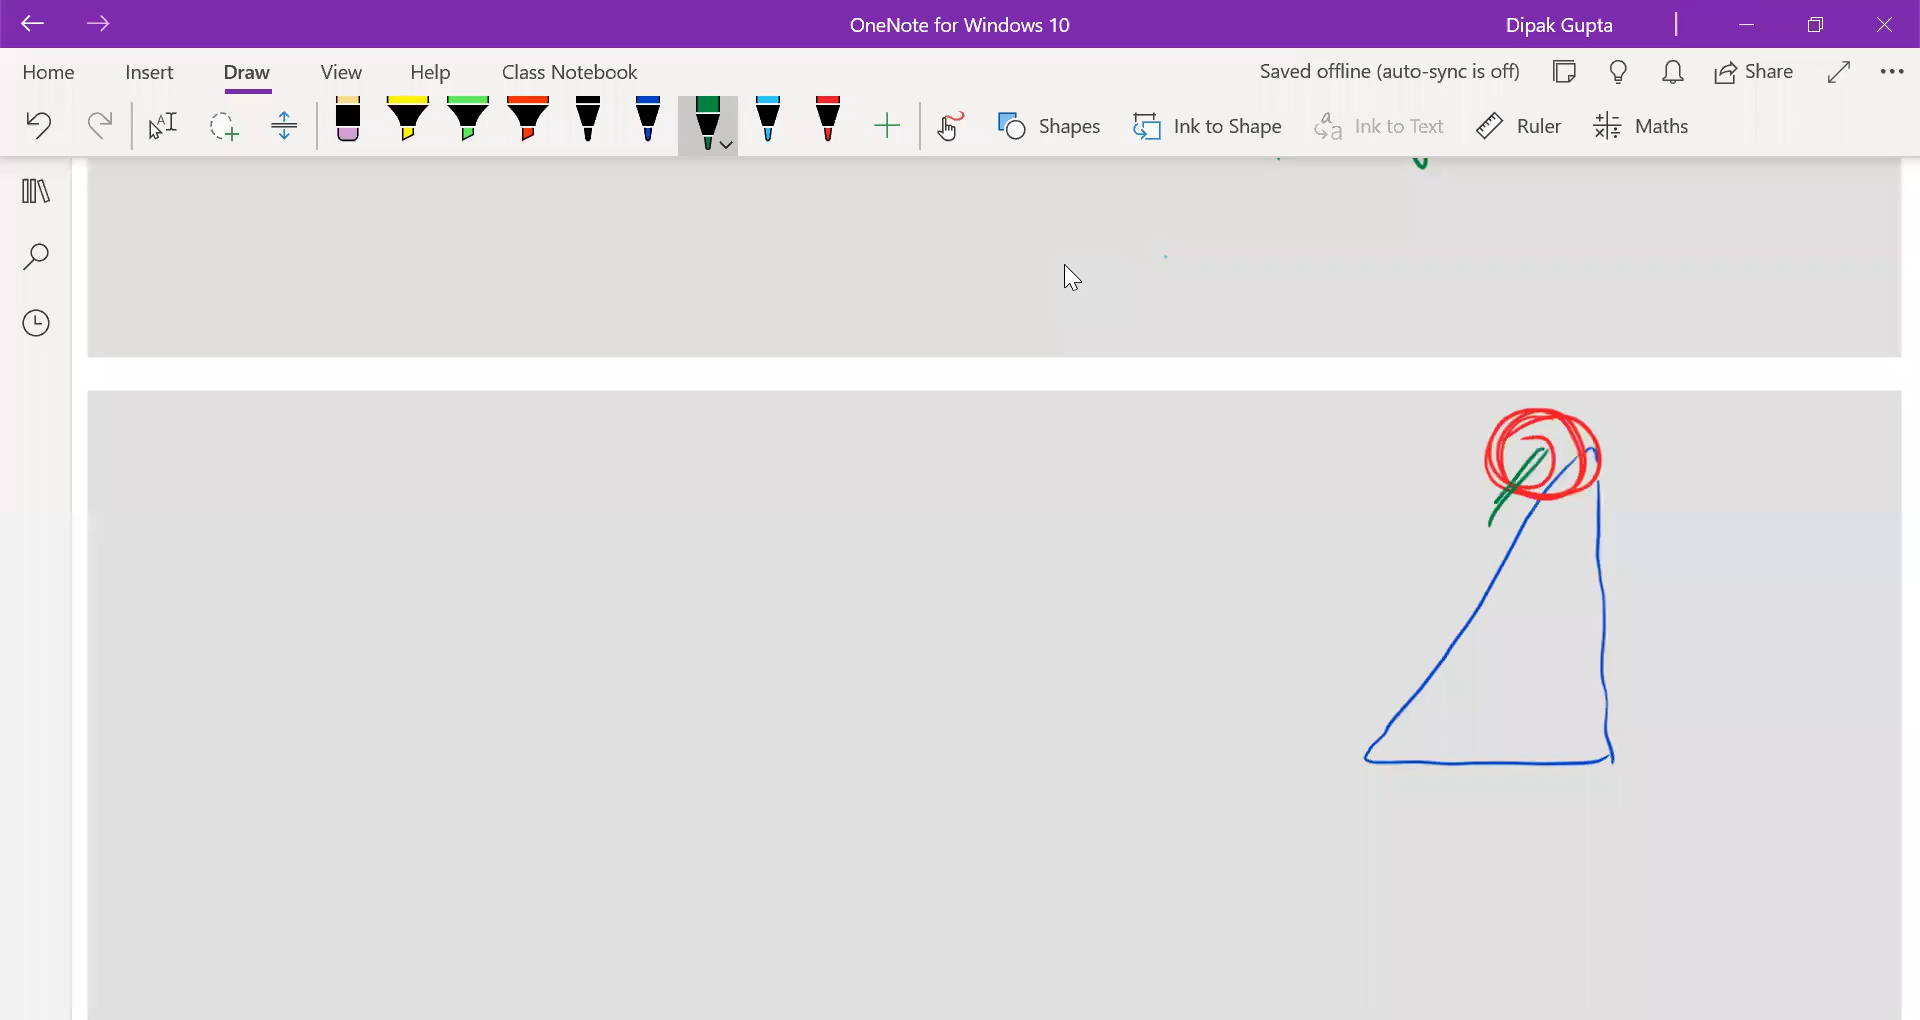 OneNote for Windows 10
Dipak Gupta
Home Insert Draw View Help Class Notebook
Saved offline (auto-sync is off)
Share
Shapes
Ink to Shape
Ink to Text
Ruler
Maths